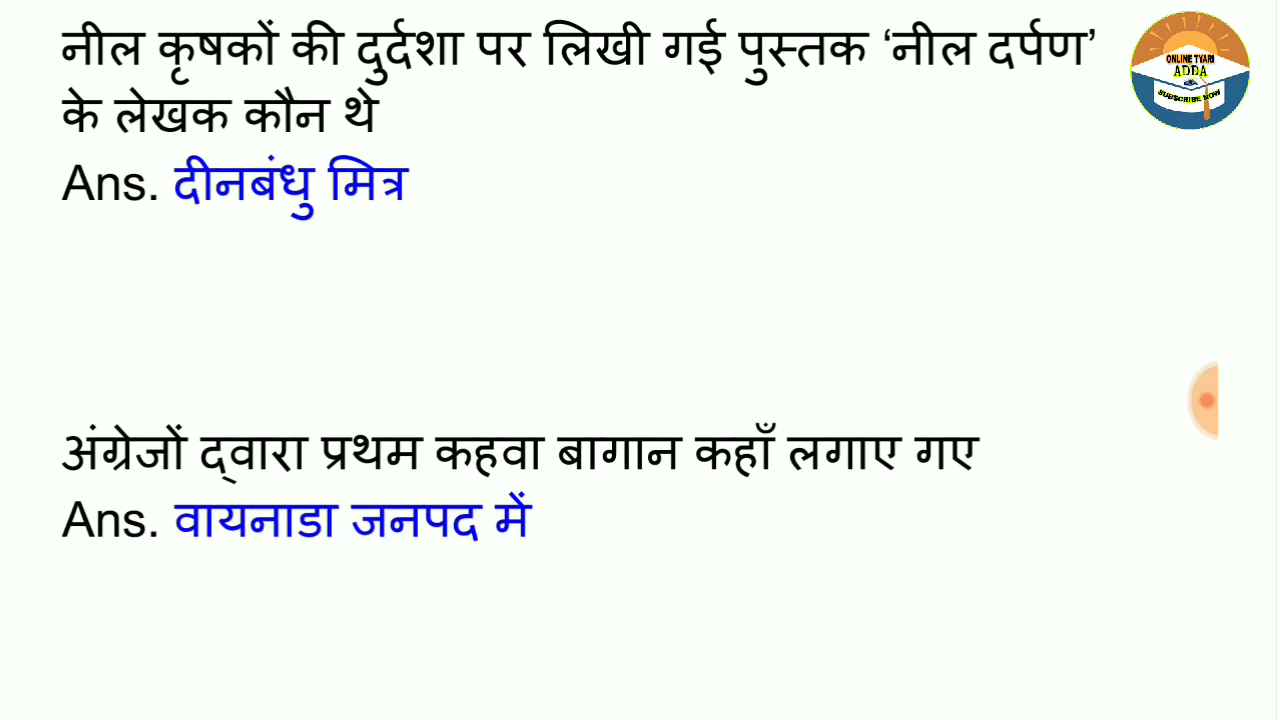 नील कृषकों की दुर्दशा पर लिखी गई पुस्तक ‘नील दर्पण’
के लेखक कौन थे
Ans. दीनबंधु मित्र
अंग्रेजों द्वारा प्रथम कहवा बागान कहाँ लगाए गए
Ans. वायनाडा जनपद में
ONLINE TYARI
ADDA
SUBSCRIBE NOW